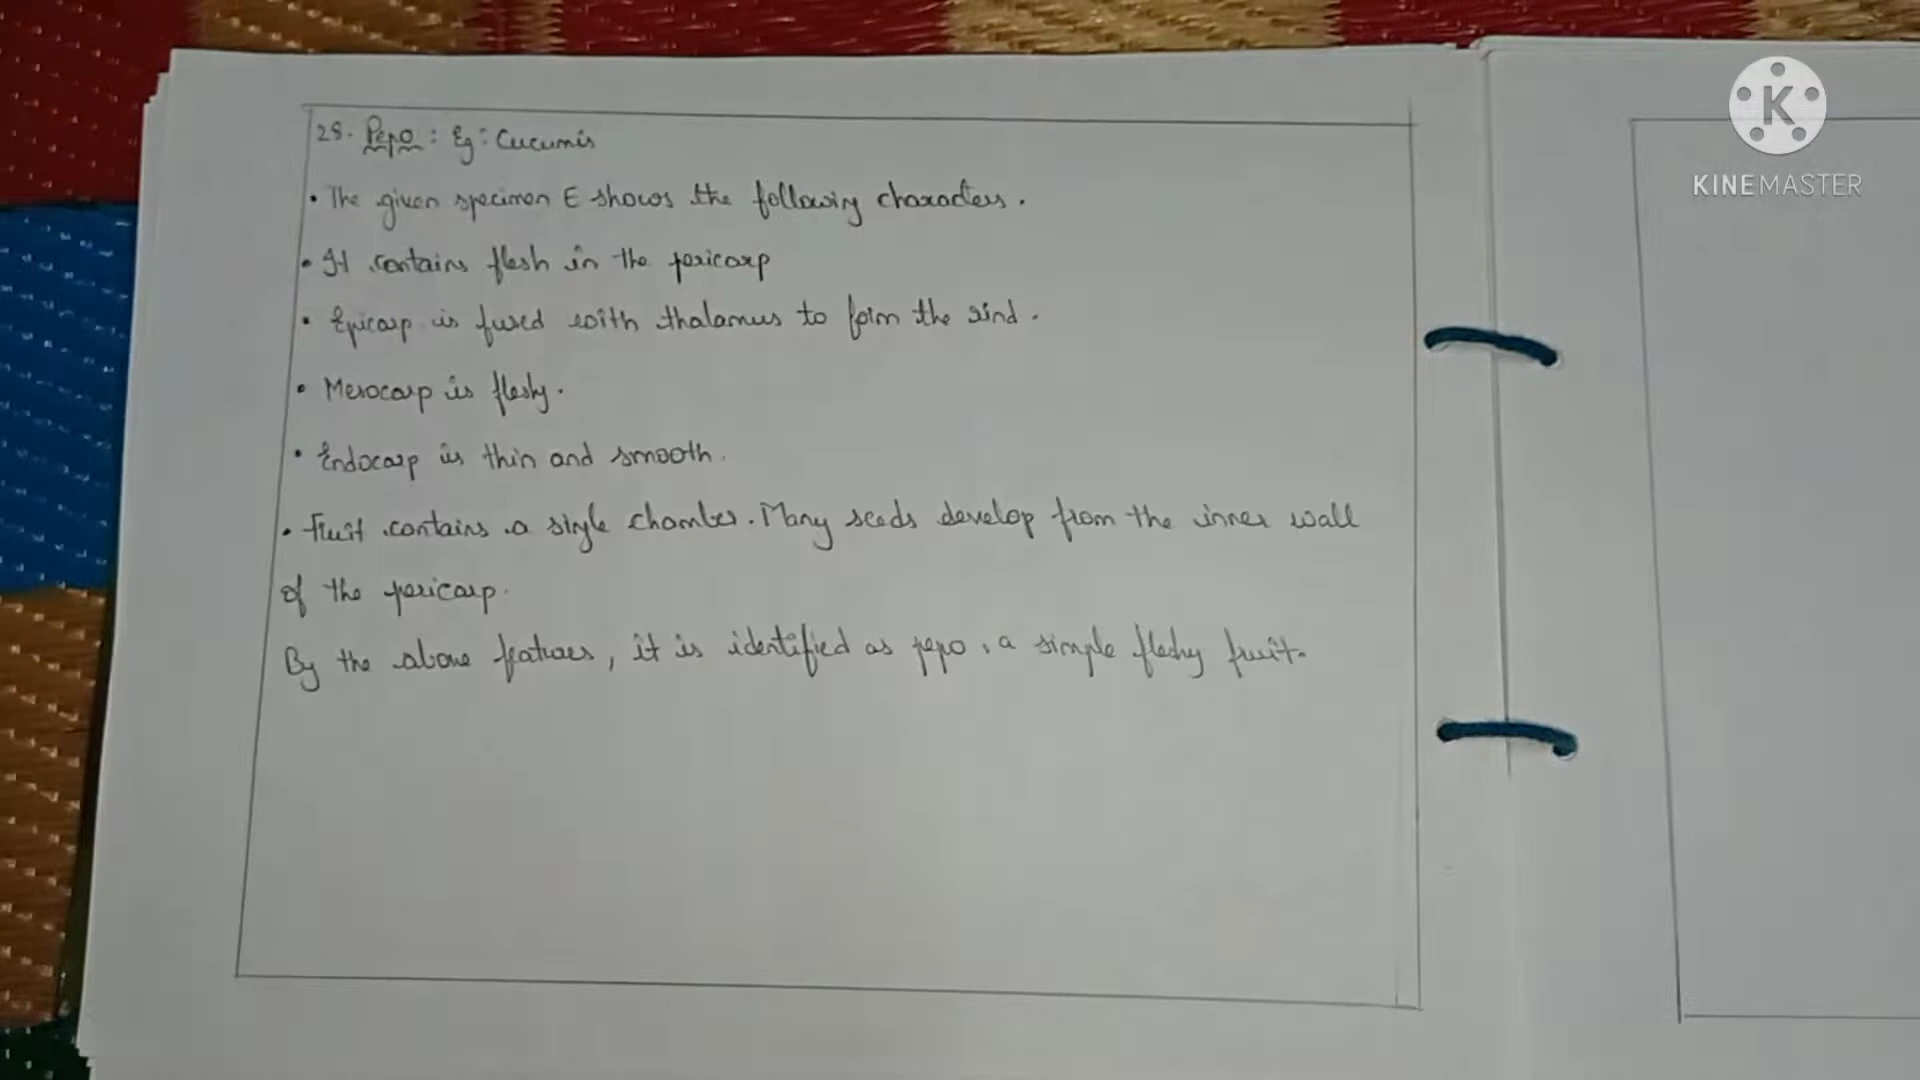 28. Pepo : Eg : Cucumis
• The given specimen E shows the following characters.
• It contains flesh in the pericarp
• Epicarp is fused with thalamus to form the rind.
• Mesocarp is fleshy.
• Endocarp is thin and smooth.
• Fruit contains a single chamber. Many seeds develop from the inner wall
of the pericarp.
By the above features, it is identified as pepo, a simple fleshy fruit.
K
KINEMASTER